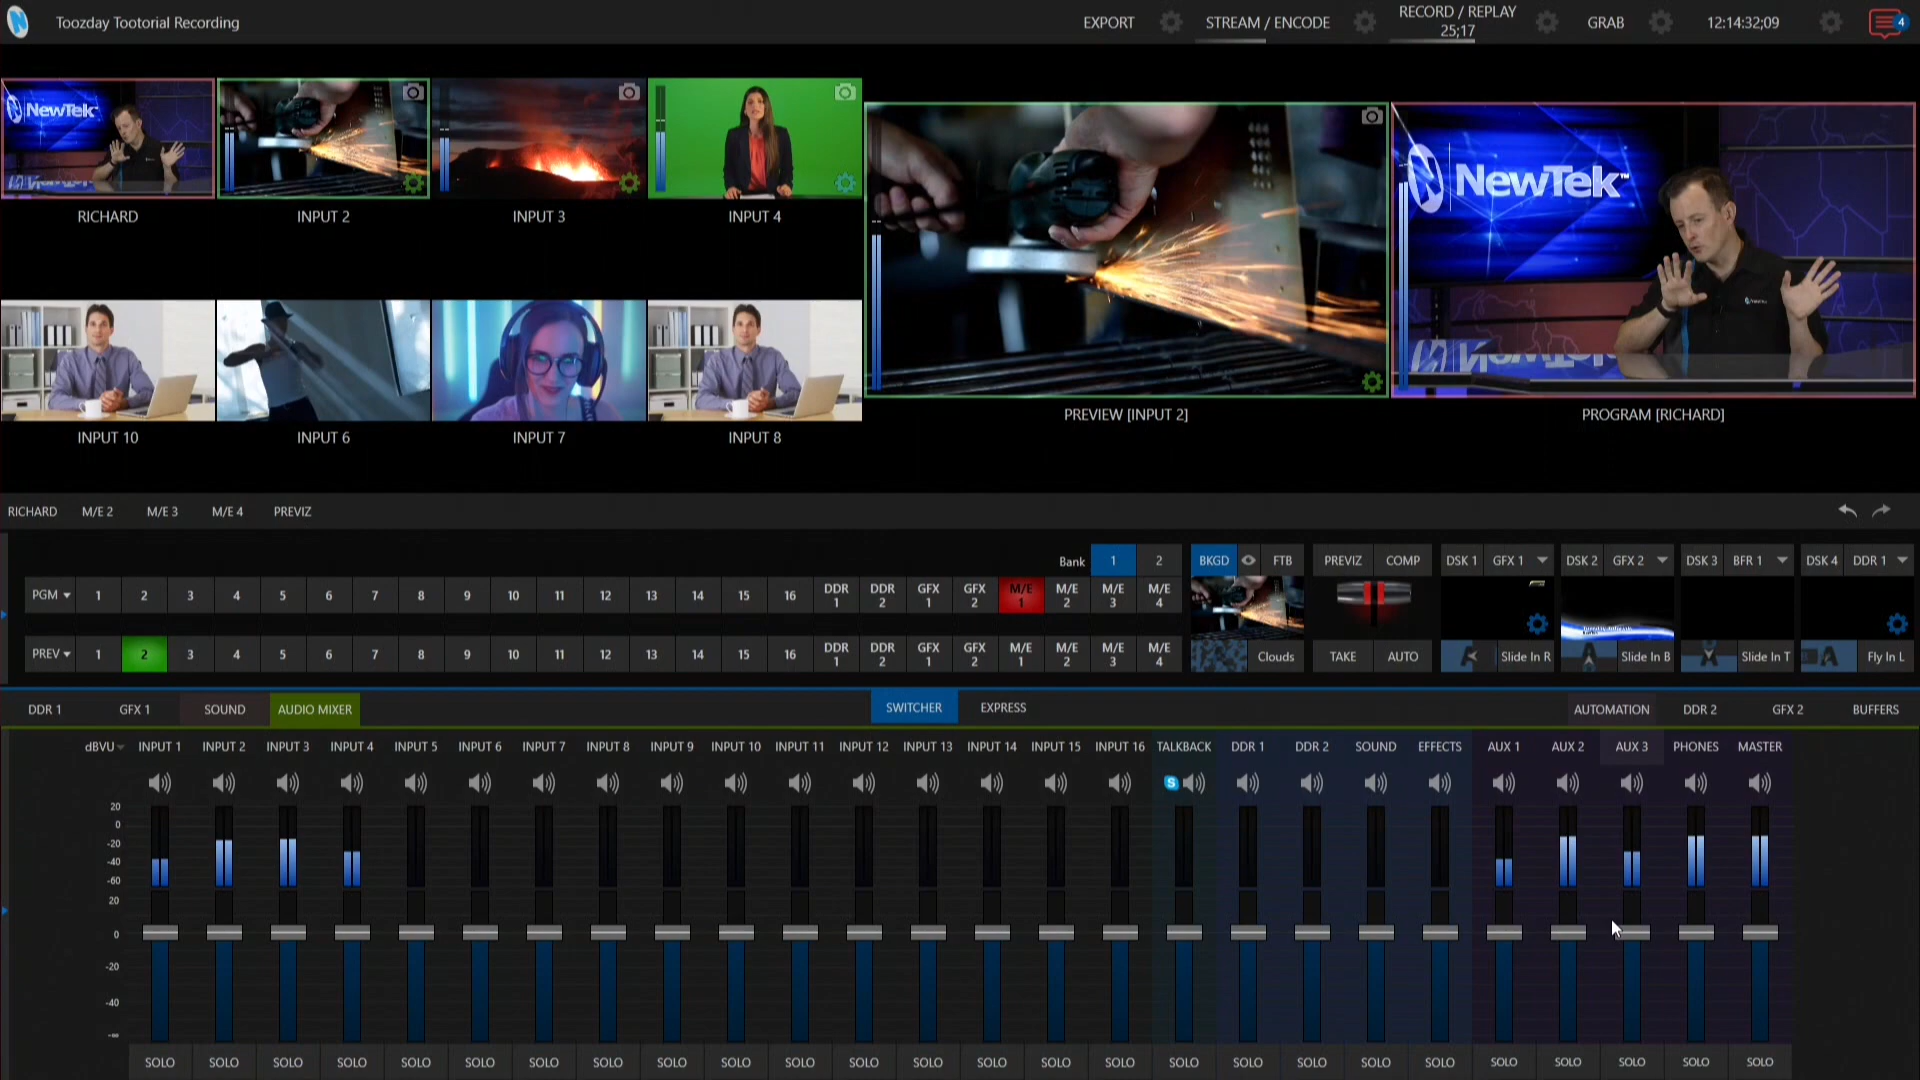 Toozday Tootorial Recording
EXPORT STREAM / ENCODE RECORD / REPLAY 25;17 GRAB 12:14:32;09 4
NewTek
RICHARD INPUT 2 INPUT 3 INPUT 4
NewTek™
INPUT 10 INPUT 6 INPUT 7 INPUT 8
PREVIEW [INPUT 2] PROGRAM [RICHARD]
RICHARD M/E 2 M/E 3 M/E 4 PREVIZ
Bank 1 2 BKGD FTB PREVIZ COMP DSK 1 GFX 1 DSK 2 GFX 2 DSK 3 BFR 1 DSK 4 DDR 1
PGM 1 2 3 4 5 6 7 8 9 10 11 12 13 14 15 16 DDR 1 DDR 2 GFX 1 GFX 2 M/E 1 M/E 2 M/E 3 M/E 4
PREV 1 2 3 4 5 6 7 8 9 10 11 12 13 14 15 16 DDR 1 DDR 2 GFX 1 GFX 2 M/E 1 M/E 2 M/E 3 M/E 4
Clouds TAKE AUTO Slide In R Slide In B Slide In T Fly In L
DDR 1 GFX 1 SOUND AUDIO MIXER SWITCHER EXPRESS AUTOMATION DDR 2 GFX 2 BUFFERS
dBVU INPUT 1 INPUT 2 INPUT 3 INPUT 4 INPUT 5 INPUT 6 INPUT 7 INPUT 8 INPUT 9 INPUT 10 INPUT 11 INPUT 12 INPUT 13 INPUT 14 INPUT 15 INPUT 16 TALKBACK DDR 1 DDR 2 SOUND EFFECTS AUX 1 AUX 2 AUX 3 PHONES MASTER
S
20
0
-20
-40
-60
20
0
-20
-40
-∞
SOLO SOLO SOLO SOLO SOLO SOLO SOLO SOLO SOLO SOLO SOLO SOLO SOLO SOLO SOLO SOLO SOLO SOLO SOLO SOLO SOLO SOLO SOLO SOLO SOLO SOLO